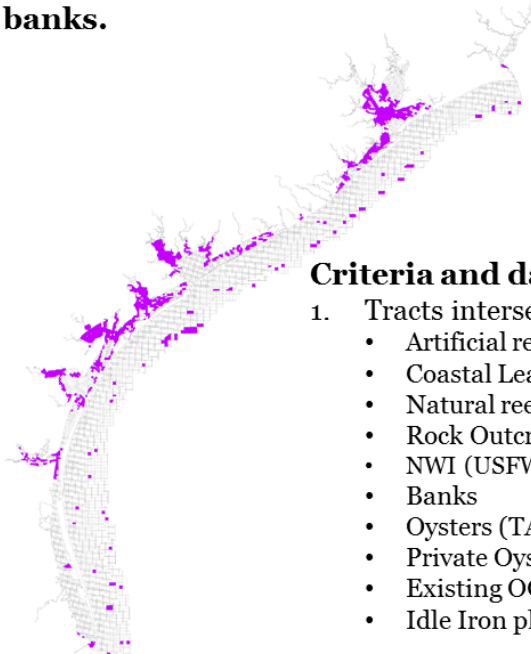 banks.
Criteria and da
1. Tracts interse
• Artificial re
• Coastal Lea
• Natural ree
• Rock Outcr
• NWI (USFW
• Banks
• Oysters (TA
• Private Oys
• Existing OC
• Idle Iron pl